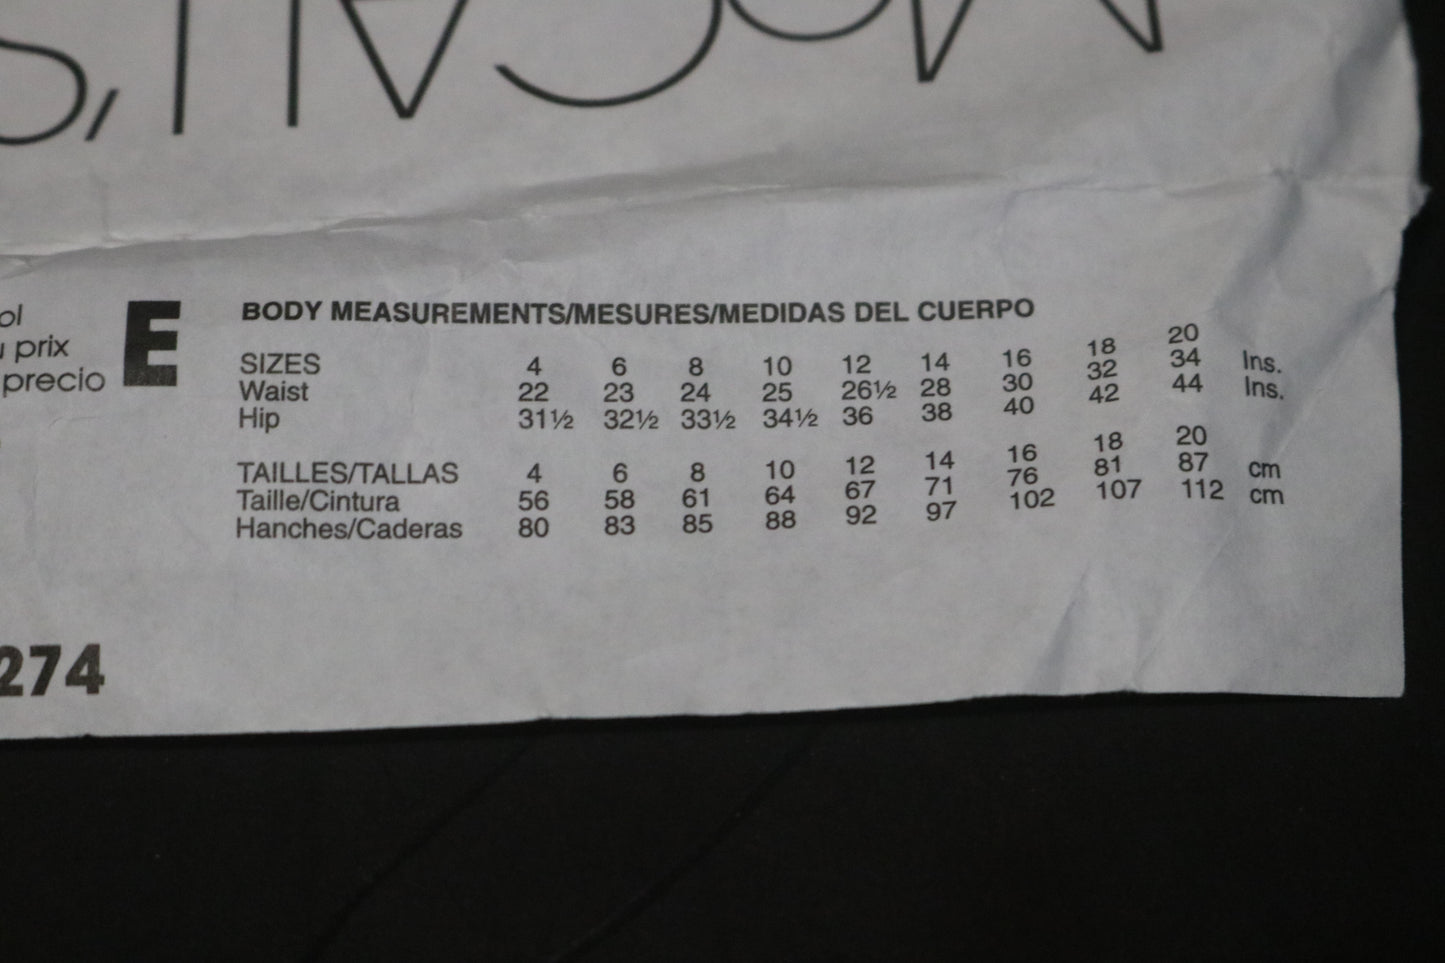 McCALL'S
ol
prix
precio
E
BODY MEASUREMENTS/MESURES/MEDIDAS DEL CUERPO
SIZES 4 6 8 10 12 14 16 18 20
Waist 22 23 24 25 26½ 28 30 32 34 Ins.
Hip 31½ 32½ 33½ 34½ 36 38 40 42 44 Ins.
TAILLES/TALLAS 4 6 8 10 12 14 16 18 20
Taille/Cintura 56 58 61 64 67 71 76 81 87 cm
Hanches/Caderas 80 83 85 88 92 97 102 107 112 cm
274